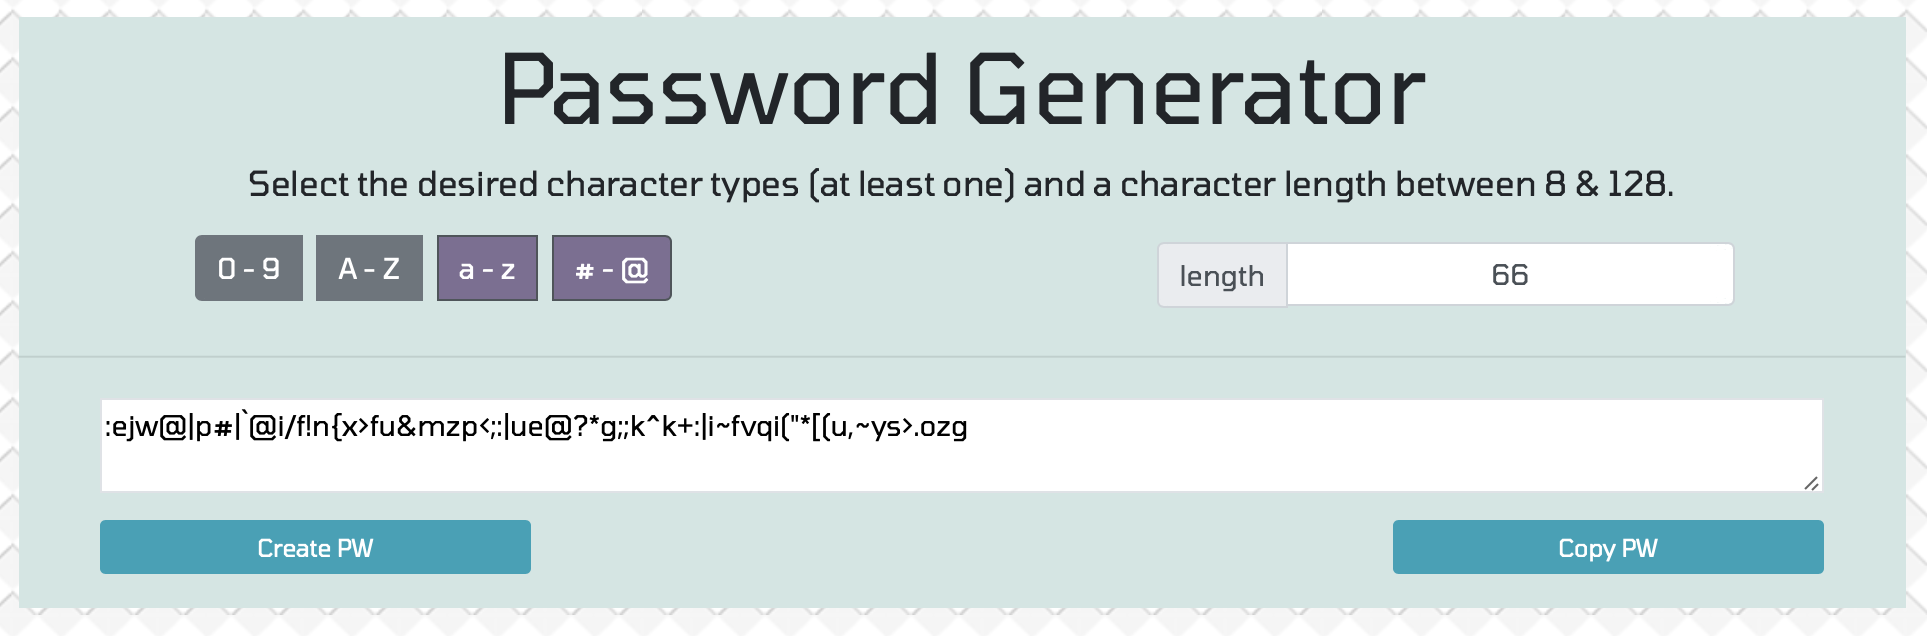 Password Generator
Select the desired character types (at least one) and a character length between 8 & 128.
0 - 9 A - Z a - z # - @ length 66
:ejw@|p#|`@i/f!n{x>fu&mzp<;:|ue@?*g;;k^k+:|i~fvqi("*[(u,~ys>.ozg
Create PW Copy PW